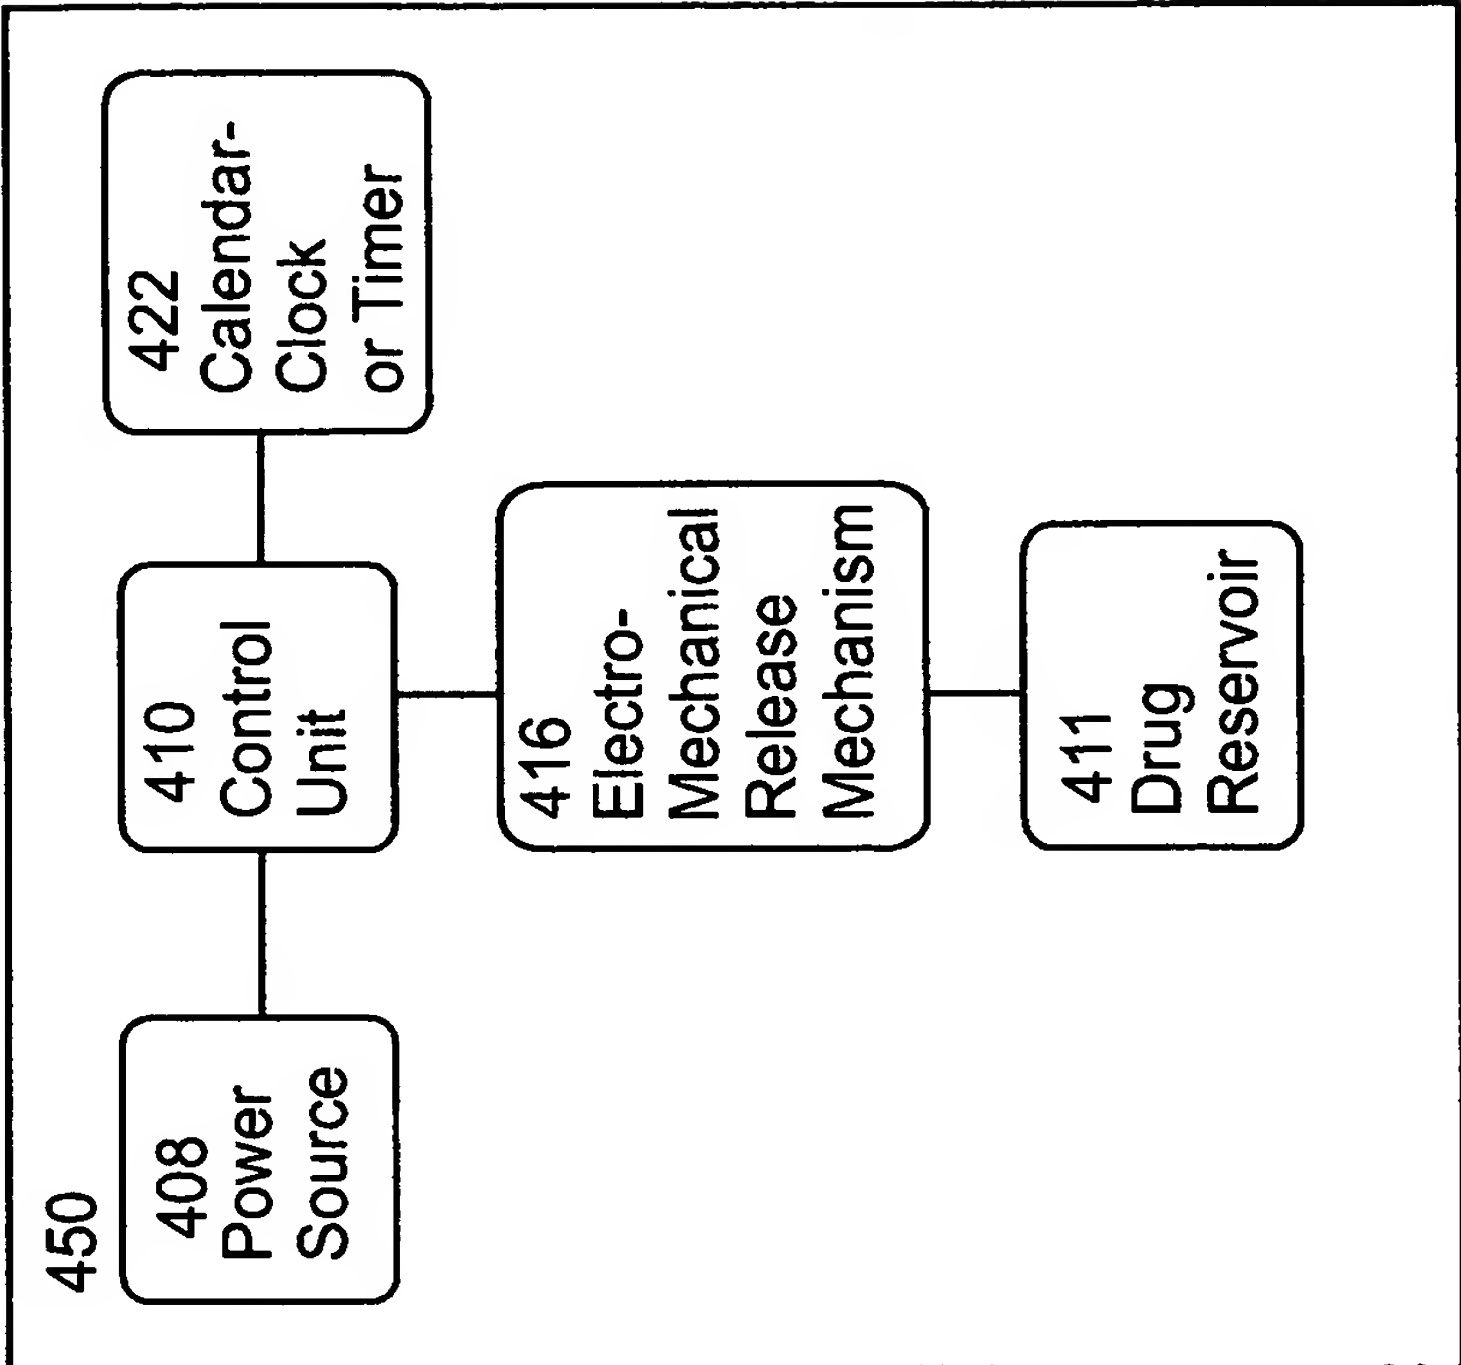 450
408
Power
Source
410
Control
Unit
422
Calendar-
Clock
or Timer
416
Electro-
Mechanical
Release
Mechanism
411
Drug
Reservoir